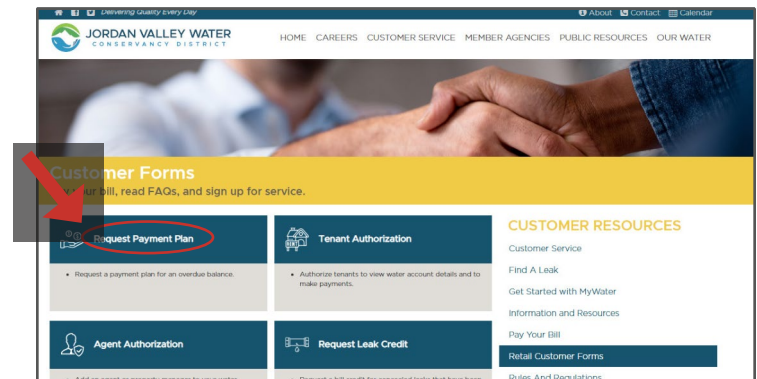 Delivering Quality Every Day
About Contact Calendar
JORDAN VALLEY WATER
CONSERVANCY DISTRICT
HOME CAREERS CUSTOMER SERVICE MEMBER AGENCIES PUBLIC RESOURCES OUR WATER
Customer Forms
your bill, read FAQs, and sign up for service.
Request Payment Plan
• Request a payment plan for an overdue balance.
Tenant Authorization
• Authorize tenants to view water account details and to
make payments.
Agent Authorization
Request Leak Credit
CUSTOMER RESOURCES
Customer Service
Find A Leak
Get Started with MyWater
Information and Resources
Pay Your Bill
Retail Customer Forms
Rules And Regulations